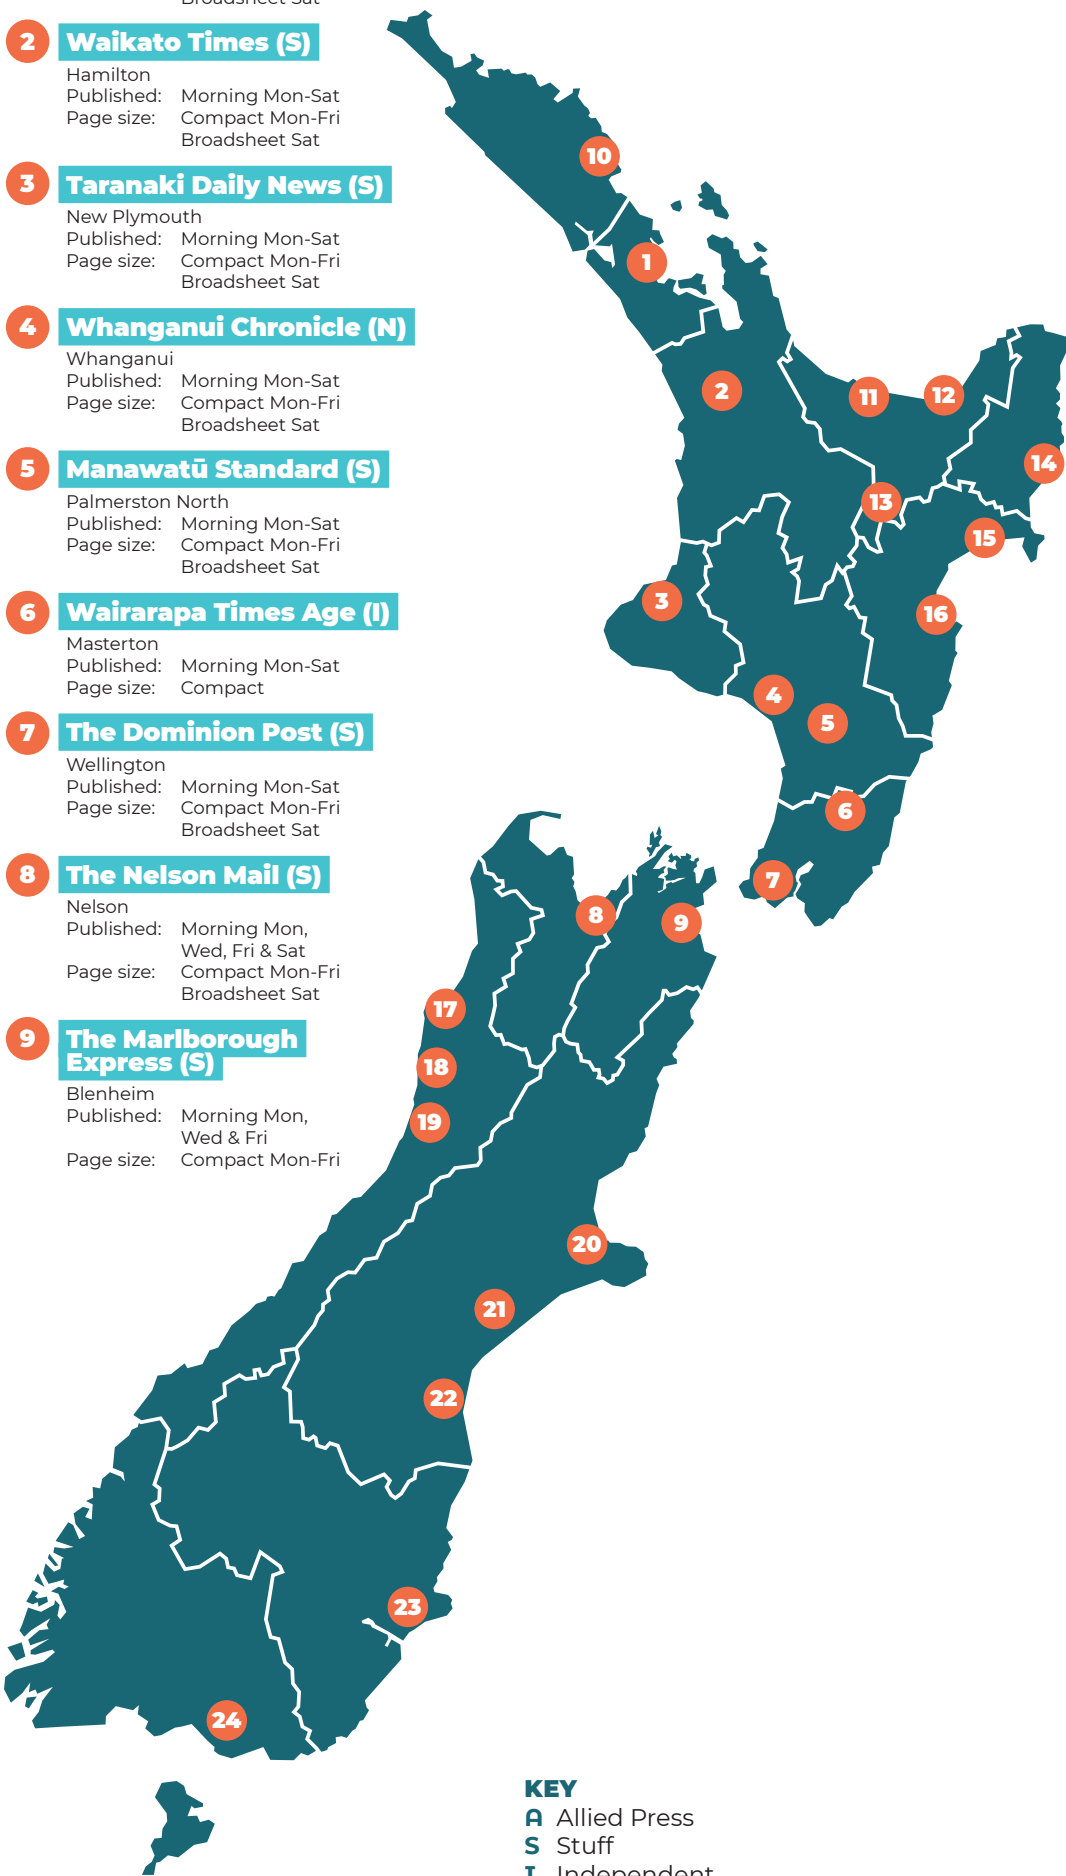 Broadsheet Sat
2 Waikato Times (S)
Hamilton
Published: Morning Mon-Sat
Page size: Compact Mon-Fri
Broadsheet Sat
3 Taranaki Daily News (S)
New Plymouth
Published: Morning Mon-Sat
Page size: Compact Mon-Fri
Broadsheet Sat
4 Whanganui Chronicle (N)
Whanganui
Published: Morning Mon-Sat
Page size: Compact Mon-Fri
Broadsheet Sat
5 Manawatū Standard (S)
Palmerston North
Published: Morning Mon-Sat
Page size: Compact Mon-Fri
Broadsheet Sat
6 Wairarapa Times Age (I)
Masterton
Published: Morning Mon-Sat
Page size: Compact
7 The Dominion Post (S)
Wellington
Published: Morning Mon-Sat
Page size: Compact Mon-Fri
Broadsheet Sat
8 The Nelson Mail (S)
Nelson
Published: Morning Mon,
Wed, Fri & Sat
Page size: Compact Mon-Fri
Broadsheet Sat
9 The Marlborough
Express (S)
Blenheim
Published: Morning Mon,
Wed & Fri
Page size: Compact Mon-Fri
10
1
2
11
12
14
13
15
3
16
4
5
6
7
8
9
17
18
19
20
21
22
23
24
KEY
A Allied Press
S Stuff
I Independent